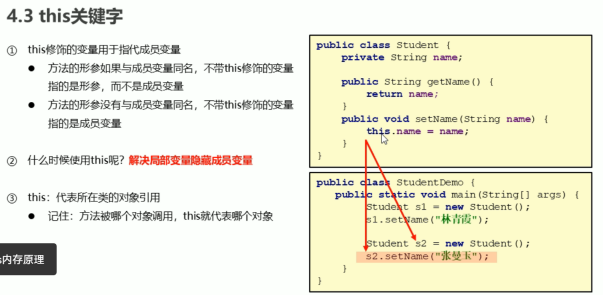 4.3 this关键字
① this修饰的变量用于指代成员变量
● 方法的形参如果与成员变量同名，不带this修饰的变量
指的是形参，而不是成员变量
● 方法的形参没有与成员变量同名，不带this修饰的变量
指的是成员变量
② 什么时候使用this呢？解决局部变量隐藏成员变量
③ this：代表所在类的对象引用
● 记住：方法被哪个对象调用，this就代表哪个对象
s内存原理
public class Student {
private String name;
public String getName() {
return name;
}
public void setName(String name) {
this.name = name;
}
}
public class StudentDemo {
public static void main(String[] args) {
Student s1 = new Student();
s1.setName("林青霞");
Student s2 = new Student();
s2.setName("张曼玉");
}
}